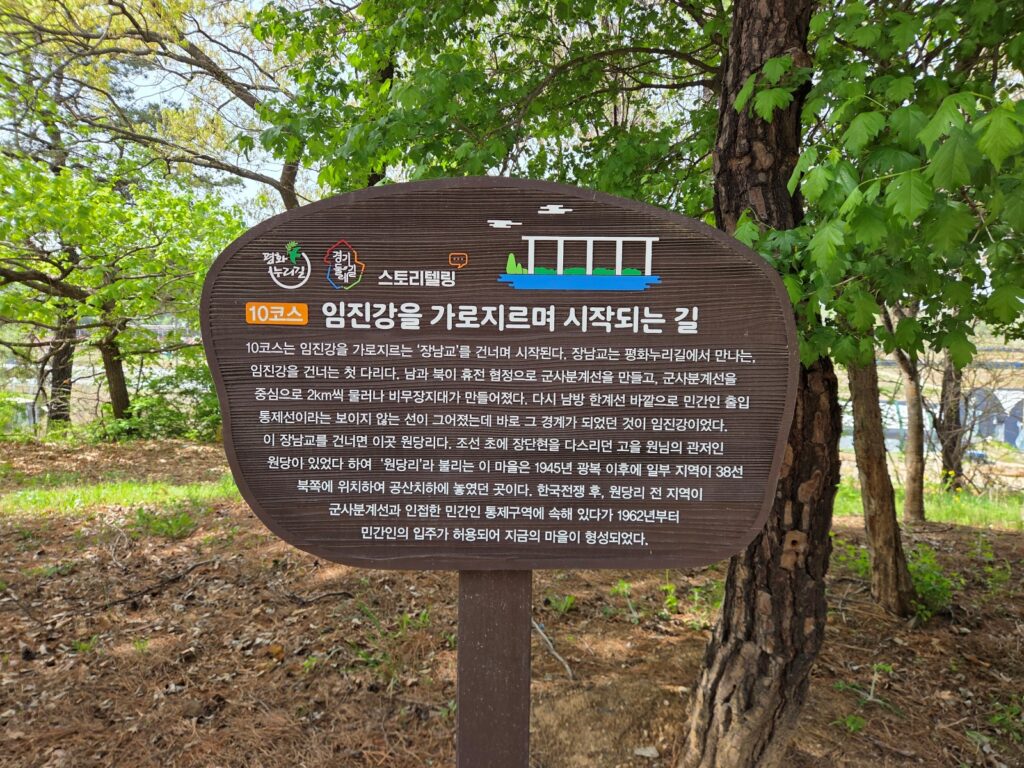 평화
누리길
경기
둘레길
스토리텔링
10코스 임진강을 가로지르며 시작되는 길
10코스는 임진강을 가로지르는 '장남교'를 건너며 시작된다. 장남교는 평화누리길에서 만나는,
임진강을 건너는 첫 다리다. 남과 북이 휴전 협정으로 군사분계선을 만들고, 군사분계선을
중심으로 2km씩 물러나 비무장지대가 만들어졌다. 다시 남방 한계선 바깥으로 민간인 출입
통제선이라는 보이지 않는 선이 그어졌는데 바로 그 경계가 되었던 것이 임진강이었다.
이 장남교를 건너면 이곳 원당리다. 조선 초에 장단현을 다스리던 고을 원님의 관저인
원당이 있었다 하여 '원당리'라 불리는 이 마을은 1945년 광복 이후에 일부 지역이 38선
북쪽에 위치하여 공산치하에 놓였던 곳이다. 한국전쟁 후, 원당리 전 지역이
군사분계선과 인접한 민간인 통제구역에 속해 있다가 1962년부터
민간인의 입주가 허용되어 지금의 마을이 형성되었다.